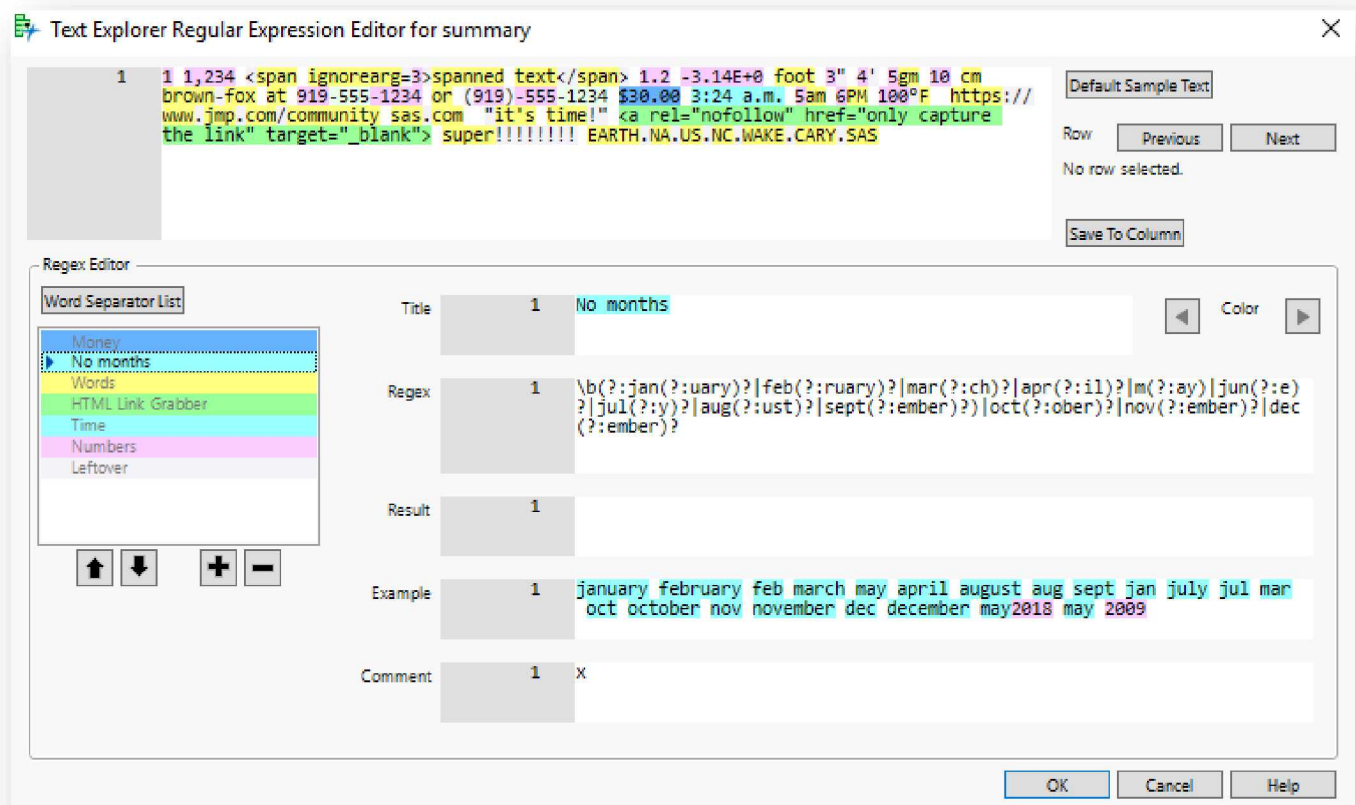 Text Explorer Regular Expression Editor for summary
1 1 1,234 <span ignorearg=3>spanned text</span> 1.2 -3.14E+0 foot 3" 4' 5gm 10 cm
brown-fox at 919-555-1234 or (919)-555-1234 $30.00 3:24 a.m. 5am 6PM 100°F https://
www.jmp.com/community sas.com "it's time!" <a rel="nofollow" href="only capture
the link" target="_blank"> super!!!!!!!! EARTH.NA.US.NC.WAKE.CARY.SAS
Default Sample Text
Row Previous Next
No row selected.
Save To Column
Regex Editor
Word Separator List
Money
No months
Words
HTML Link Grabber
Time
Numbers
Leftover
Title 1 No months
Color
Regex 1 \b(?:jan(?:uary)?|feb(?:ruary)?|mar(?:ch)?|apr(?:il)?|m(?:ay)|jun(?:e)
?|jul(?:y)?|aug(?:ust)?|sept(?:ember)?)|oct(?:ober)?|nov(?:ember)?|dec
(?:ember)?
Result 1
Example 1 january february feb march may april august aug sept jan july jul mar
oct october nov november dec december may2018 may 2009
Comment 1 x
OK Cancel Help